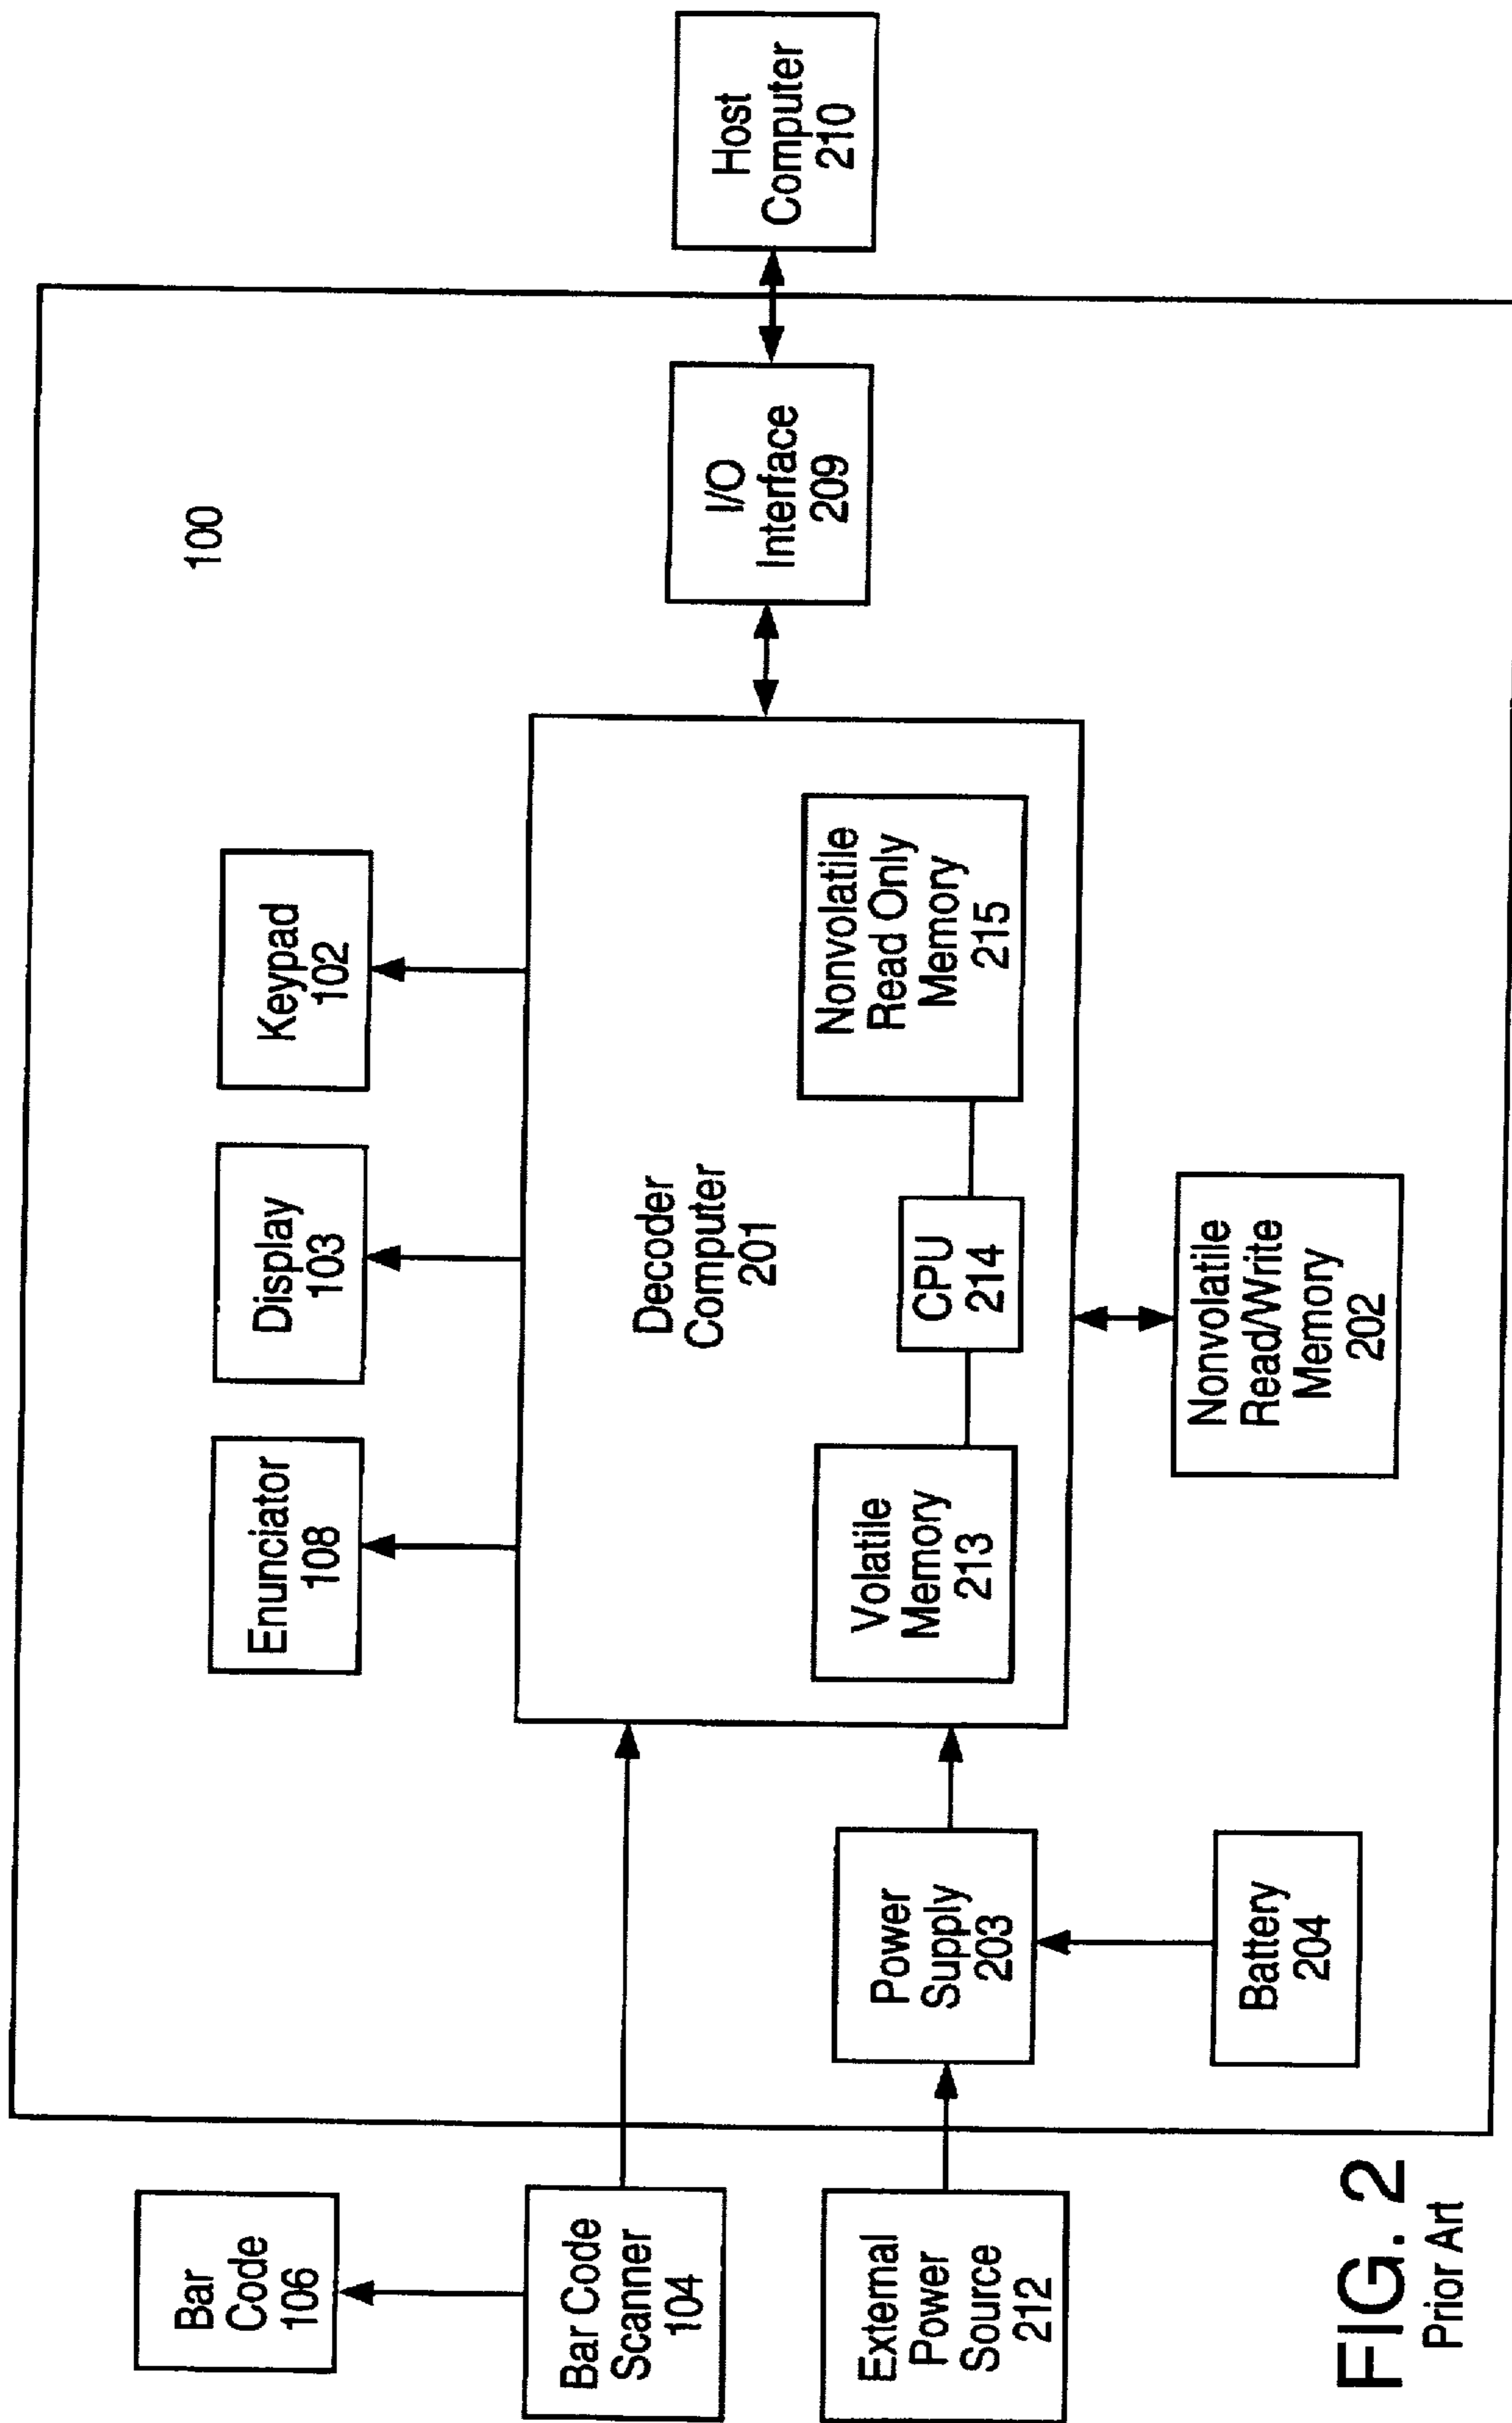 Bar
Code
106
Enunciator
108
Display
103
Keypad
102
100
Bar Code
Scanner
104
Decoder
Computer
201
I/O
Interface
209
Host
Computer
210
External
Power
Source
212
Power
Supply
203
Volatile
Memory
213
CPU
214
Nonvolatile
Read Only
Memory
215
Battery
204
Nonvolatile
Read/Write
Memory
202
FIG. 2
Prior Art